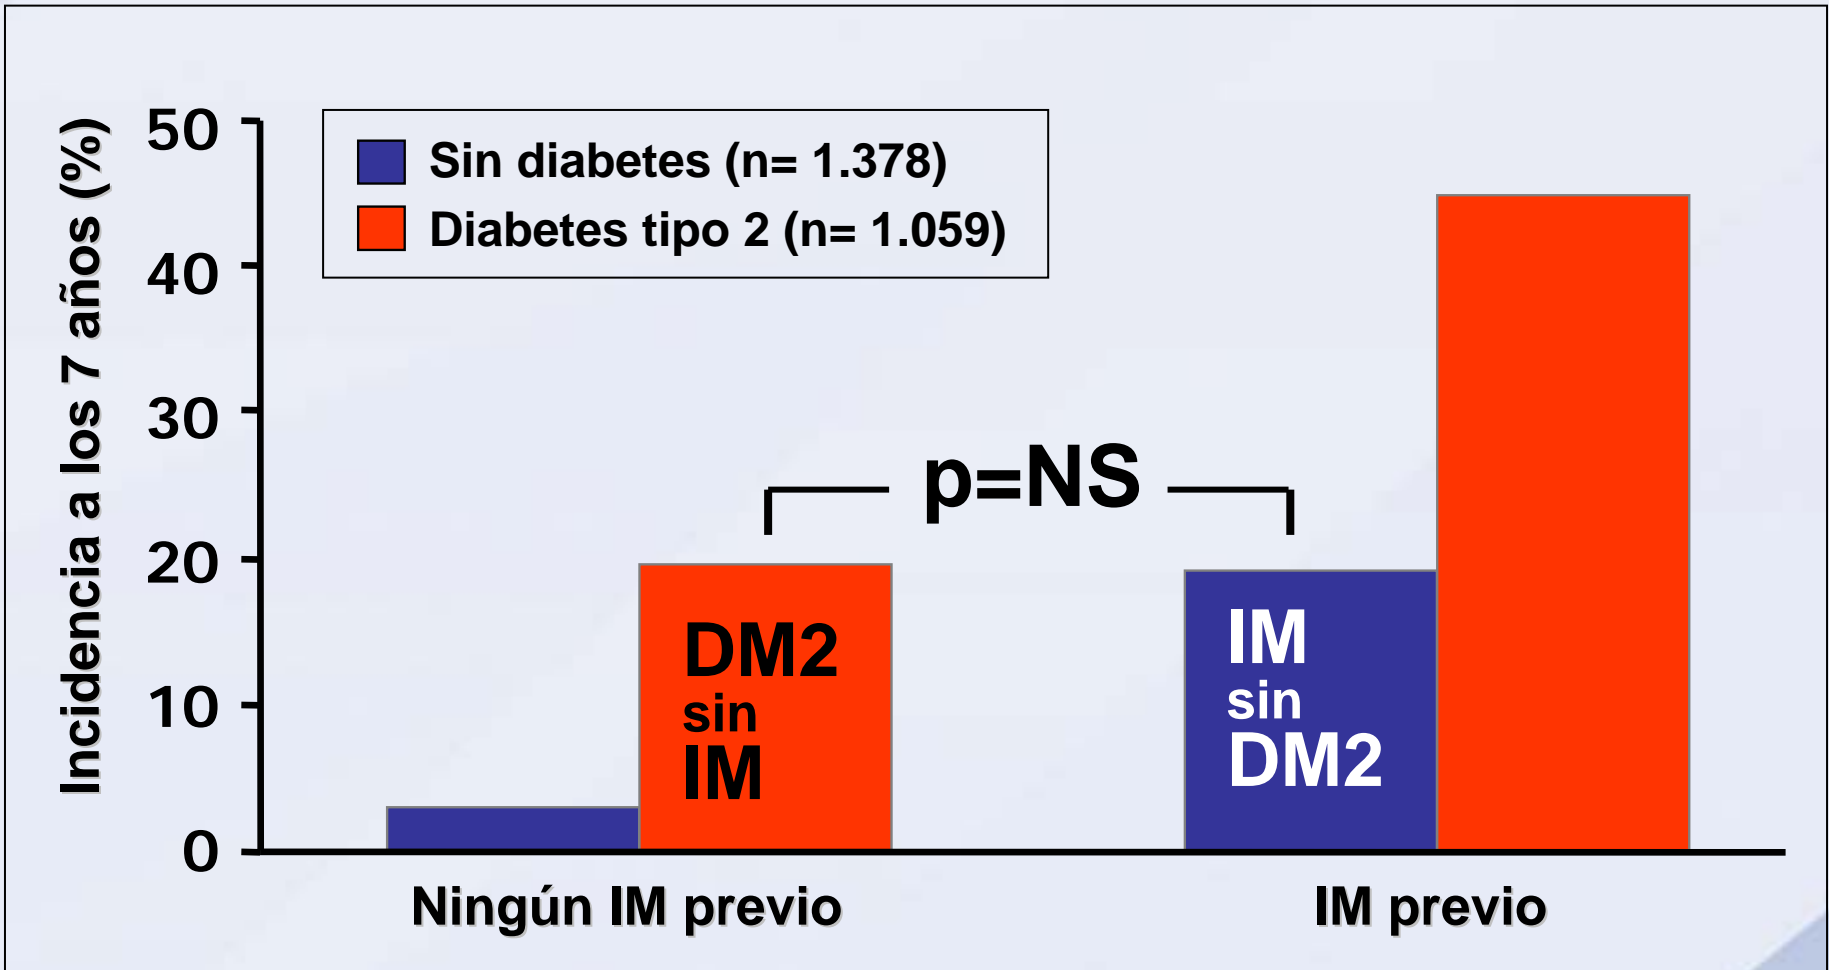 Incidencia a los 7 años (%)
50
40
30
20
10
0
Sin diabetes (n= 1.378)
Diabetes tipo 2 (n= 1.059)
p=NS
DM2
sin
IM
IM
sin
DM2
Ningún IM previo
IM previo